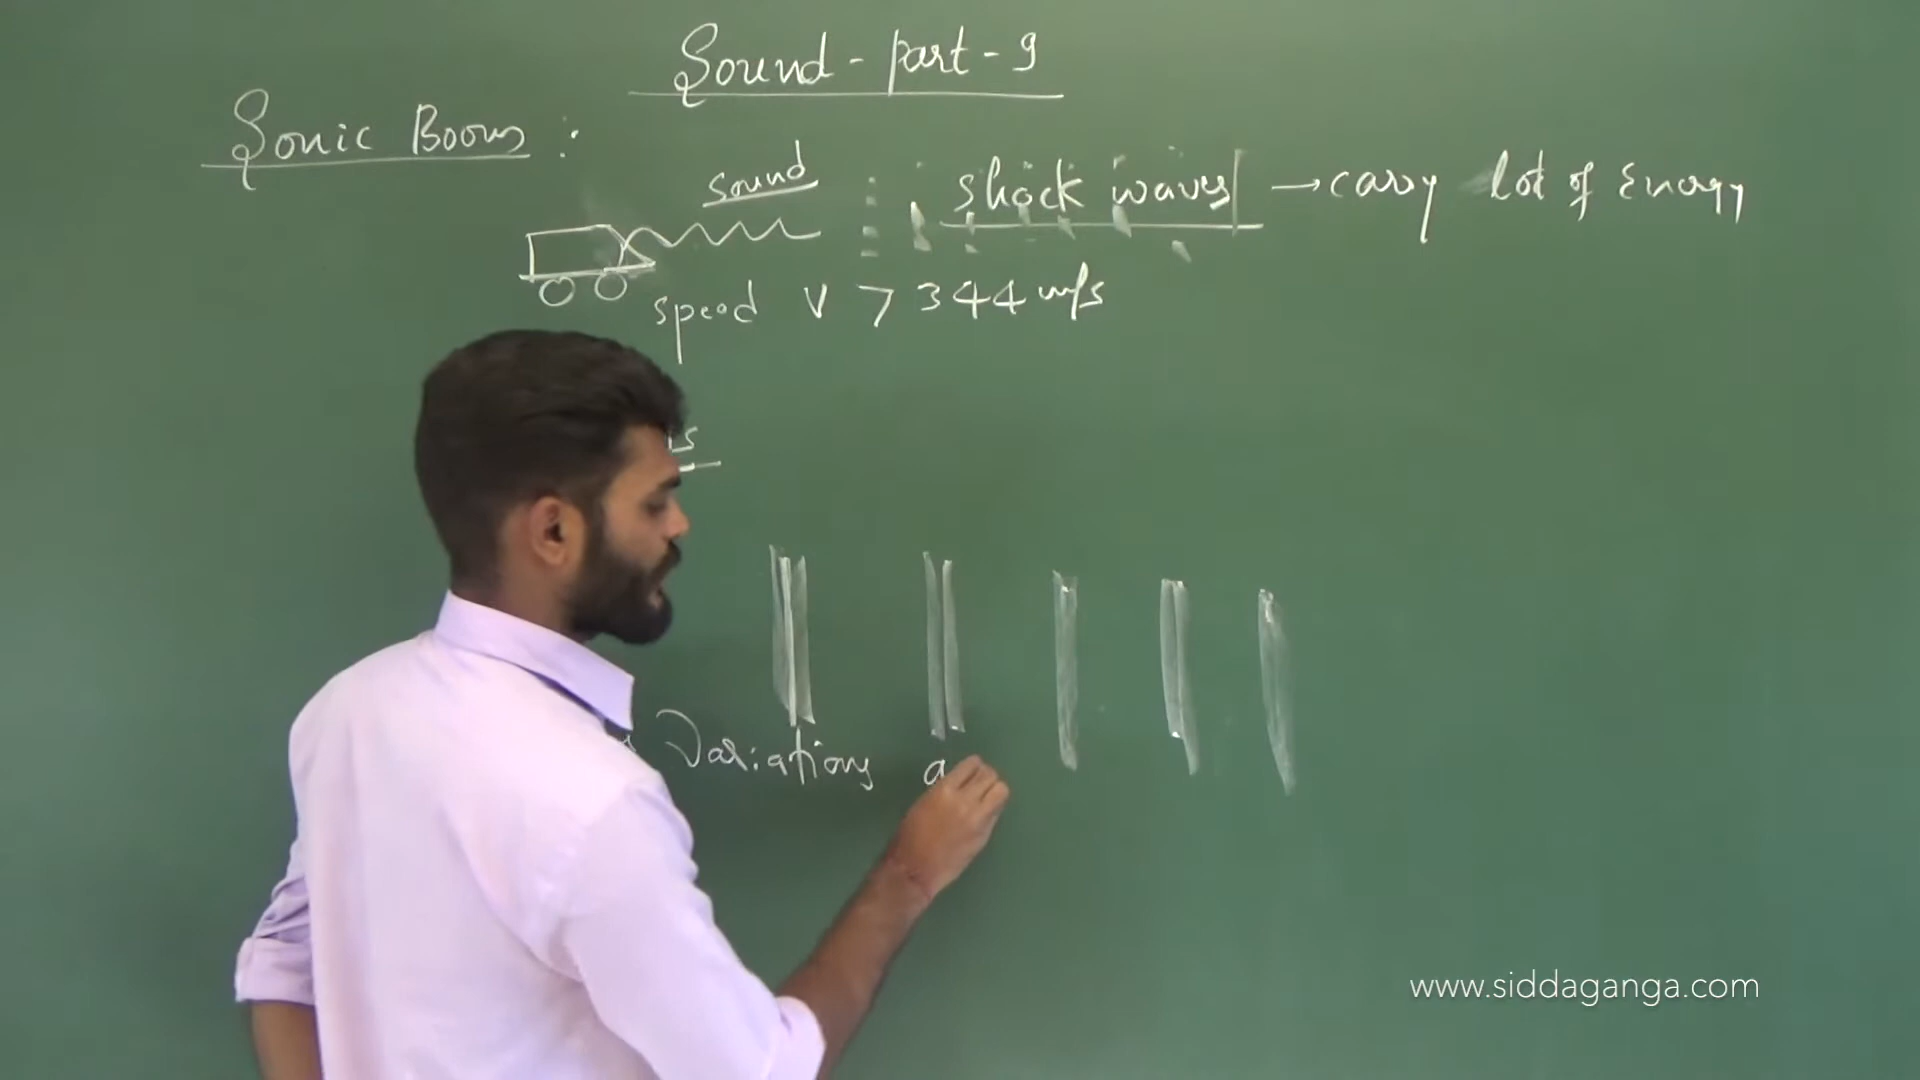 Sound - part - 9
Sonic Boom :
sound
shock waves → carry lot of Energy
speed V > 344 m/s
Variations a
www.siddaganga.com